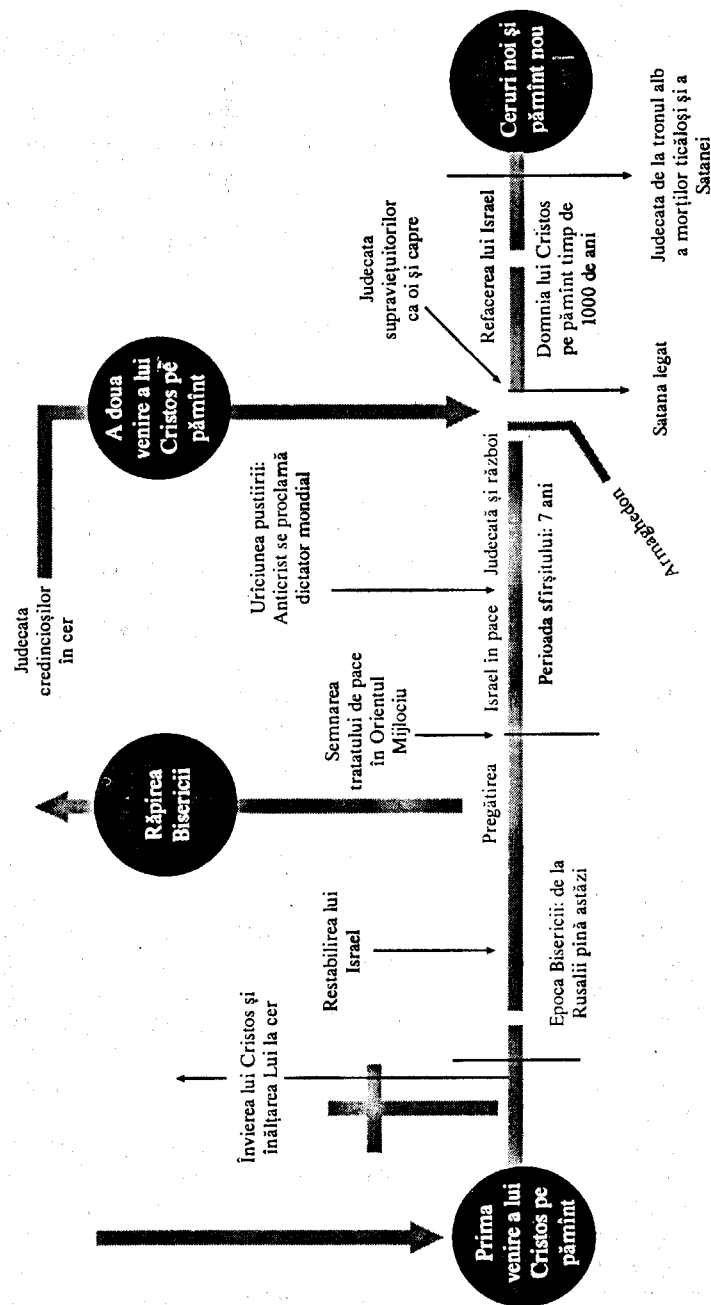 Prima
venire a lui
Cristos pe
pămînt
Învierea lui Cristos și
înălțarea Lui la cer
Restabilirea lui
Israel
Epoca Bisericii: de la
Rusalii pînă astăzi
Răpirea
Bisericii
Pregătirea
Semnarea
tratatului de pace
în Orientul
Mijlociu
Judecata
credincioșilor
în cer
Uriciunea pustiirii:
Anticrist se proclamă
dictator mondial
Israel în pace
Judecată și război
Perioada sfîrșitului: 7 ani
Armaghedon
A doua
venire a lui
Cristos pe
pămînt
Judecata
supraviețuitorilor
ca oi și capre
Satana legat
Refacerea lui Israel
Domnia lui Cristos
pe pămînt timp de
1000 de ani
Ceruri noi și
pămînt nou
Judecata de la tronul alb
a morților ticăloși și a
Satanei